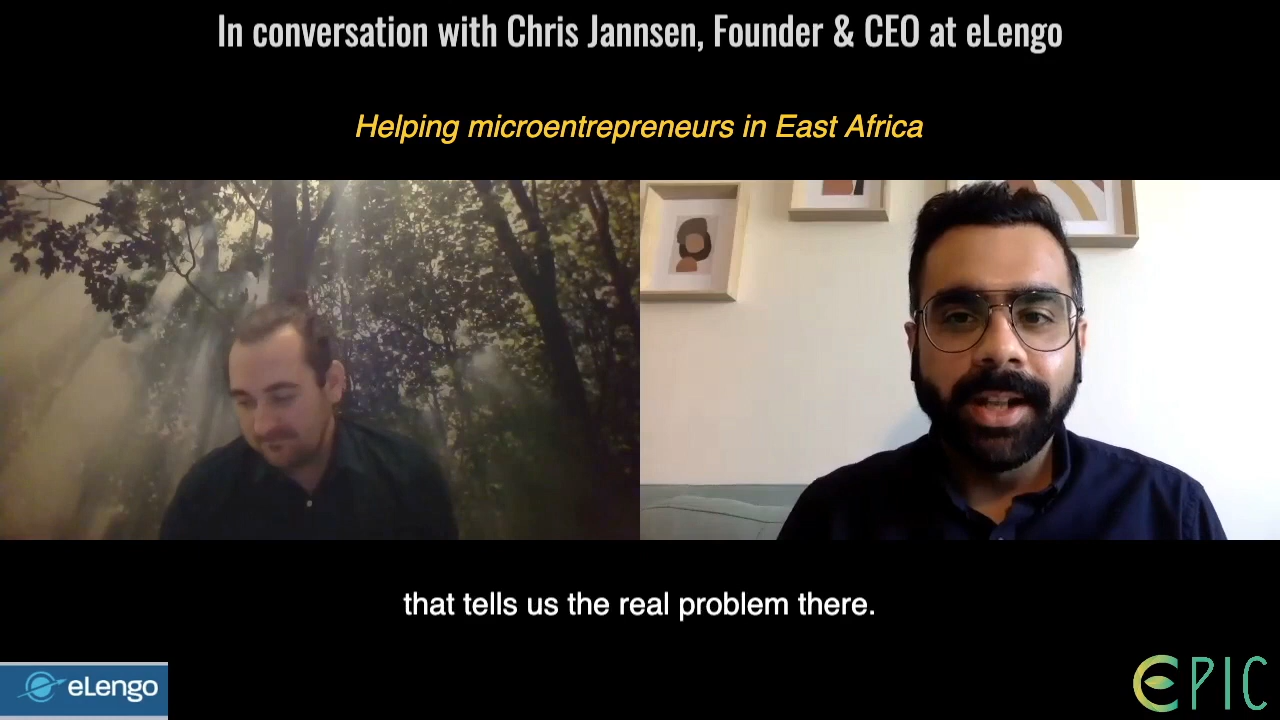 In conversation with Chris Jannsen, Founder & CEO at eLengo
Helping microentrepreneurs in East Africa
that tells us the real problem there.
eLengo
EPIC